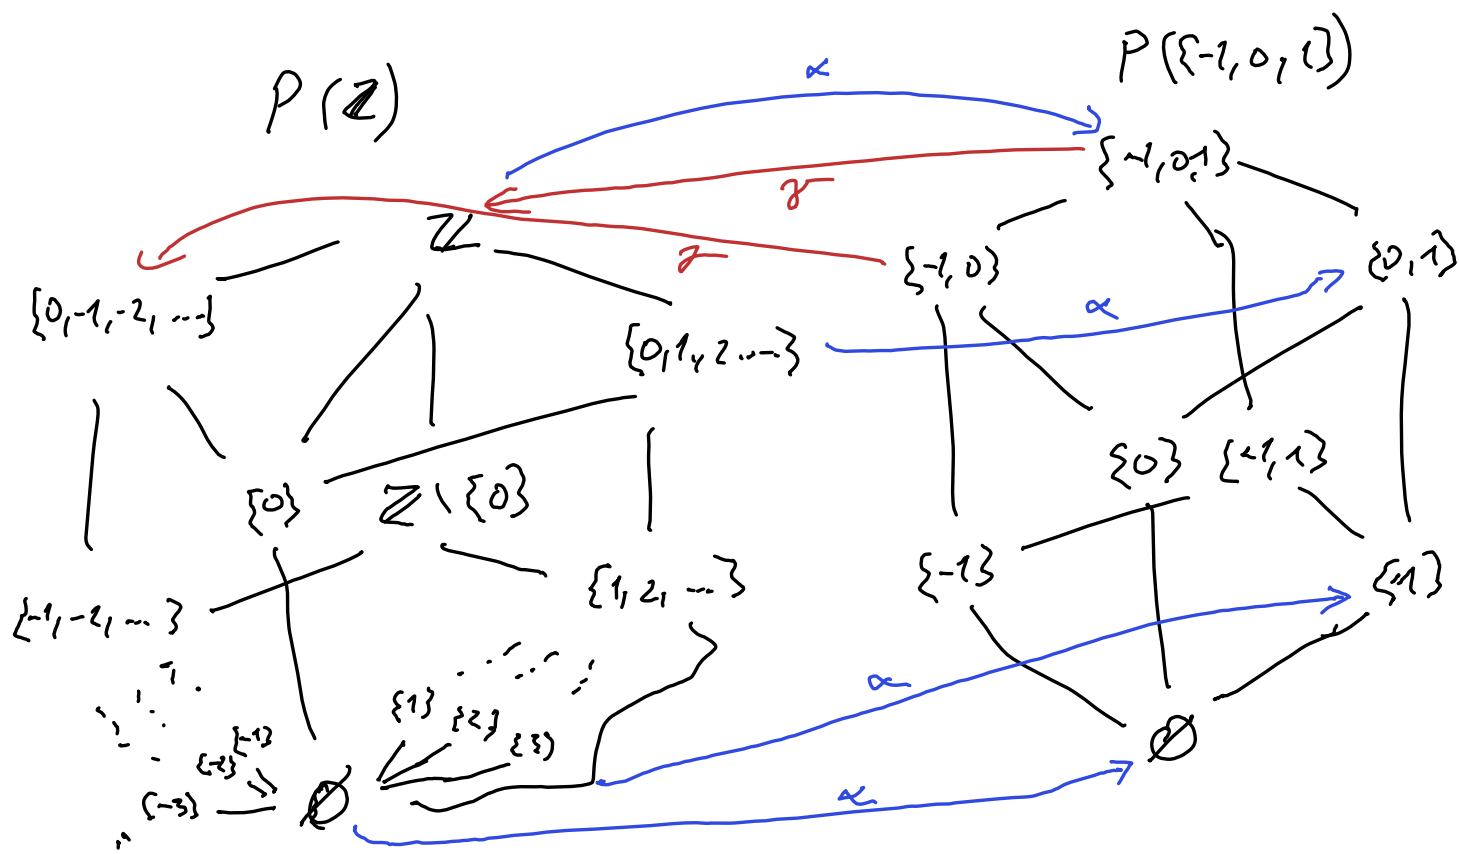 P(ℤ)
P({-1, 0, 1})
α
{-1,0,1}
γ
ℤ
γ
{-1, 0}
{0, 1}
{0,-1,-2, ...}
{0,1, 2 ...}
α
{0}
ℤ \ {0}
{0}
{-1, 1}
{-1, -2, ...}
{1, 2, ...}
{-1}
{1}
α
{1}
{2}
{3}
{-1}
{-2}
{-3}
∅
∅
α